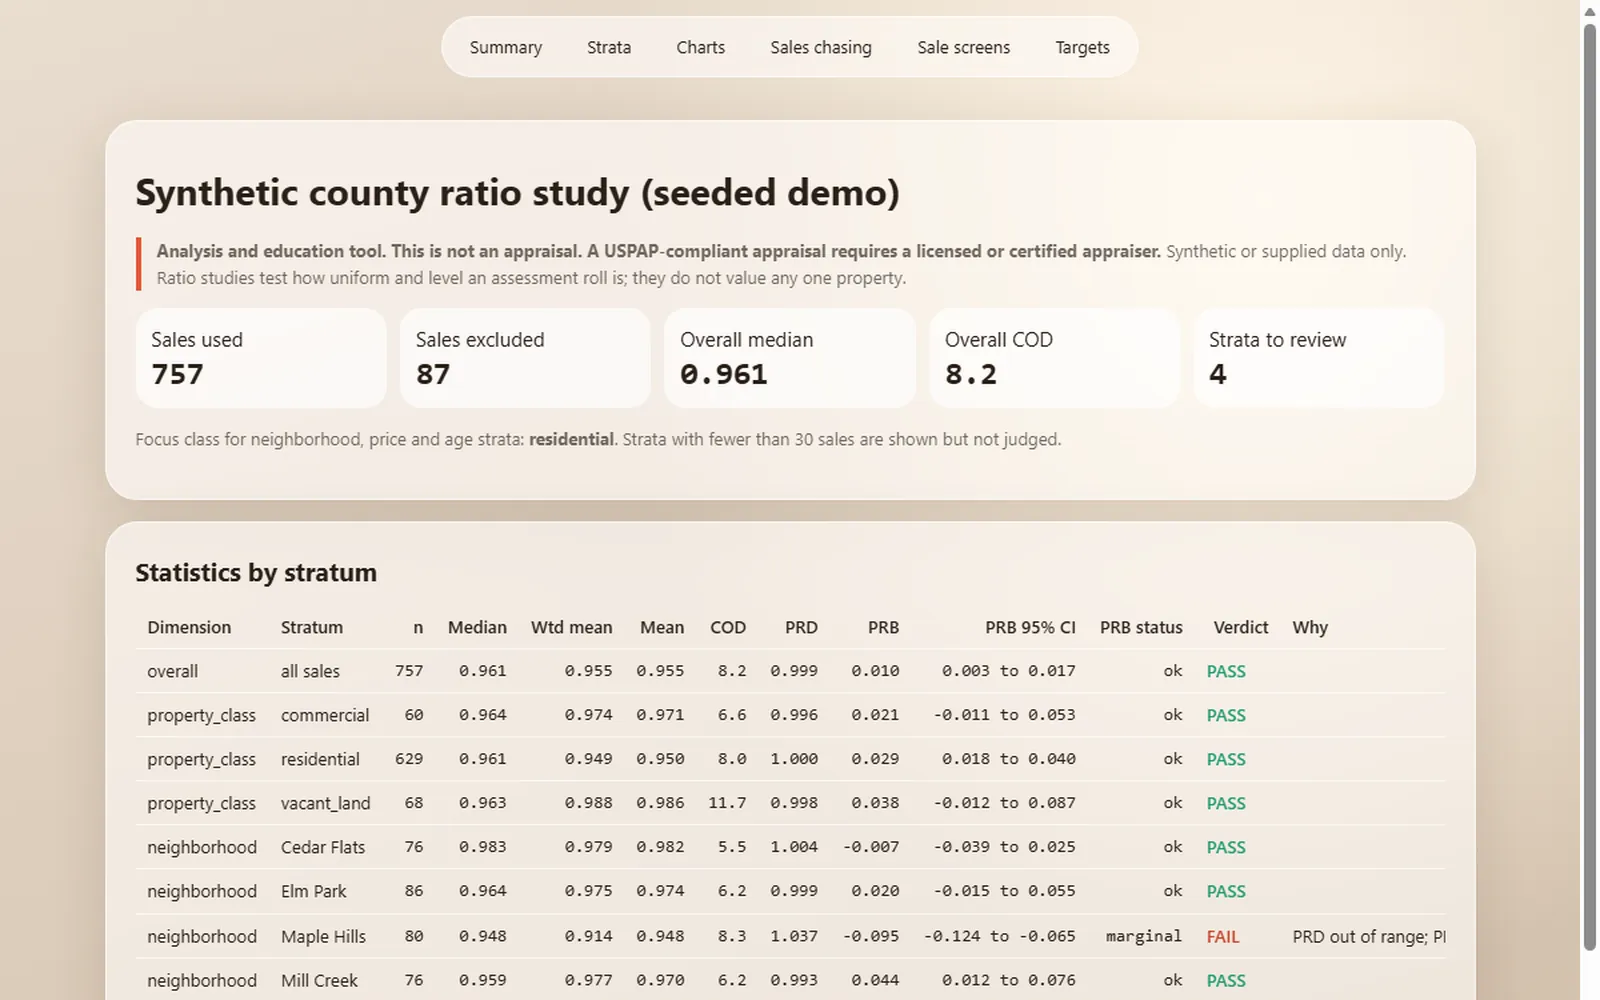 Summary Strata Charts Sales chasing Sale screens Targets
Synthetic county ratio study (seeded demo)
Analysis and education tool. This is not an appraisal. A USPAP-compliant appraisal requires a licensed or certified appraiser. Synthetic or supplied data only.
Ratio studies test how uniform and level an assessment roll is; they do not value any one property.
Sales used Sales excluded Overall median Overall COD Strata to review
757 87 0.961 8.2 4
Focus class for neighborhood, price and age strata: residential. Strata with fewer than 30 sales are shown but not judged.
Statistics by stratum
Dimension Stratum n Median Wtd mean Mean COD PRD PRB PRB 95% CI PRB status Verdict Why
overall all sales 757 0.961 0.955 0.955 8.2 0.999 0.010 0.003 to 0.017 ok PASS
property_class commercial 60 0.964 0.974 0.971 6.6 0.996 0.021 -0.011 to 0.053 ok PASS
property_class residential 629 0.961 0.949 0.950 8.0 1.000 0.029 0.018 to 0.040 ok PASS
property_class vacant_land 68 0.963 0.988 0.986 11.7 0.998 0.038 -0.012 to 0.087 ok PASS
neighborhood Cedar Flats 76 0.983 0.979 0.982 5.5 1.004 -0.007 -0.039 to 0.025 ok PASS
neighborhood Elm Park 86 0.964 0.975 0.974 6.2 0.999 0.020 -0.015 to 0.055 ok PASS
neighborhood Maple Hills 80 0.948 0.914 0.948 8.3 1.037 -0.095 -0.124 to -0.065 marginal FAIL PRD out of range;
neighborhood Mill Creek 76 0.959 0.977 0.970 6.2 0.993 0.044 0.012 to 0.076 ok PASS